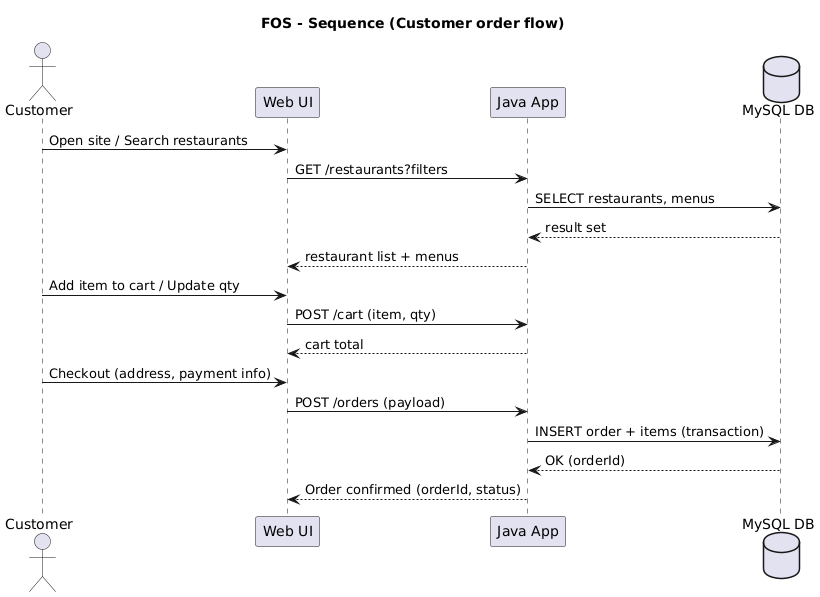 FOS - Sequence (Customer order flow)
Customer
Web UI
Java App
MySQL DB
Open site / Search restaurants
GET /restaurants?filters
SELECT restaurants, menus
result set
restaurant list + menus
Add item to cart / Update qty
POST /cart (item, qty)
cart total
Checkout (address, payment info)
POST /orders (payload)
INSERT order + items (transaction)
OK (orderId)
Order confirmed (orderId, status)
Customer
Web UI
Java App
MySQL DB